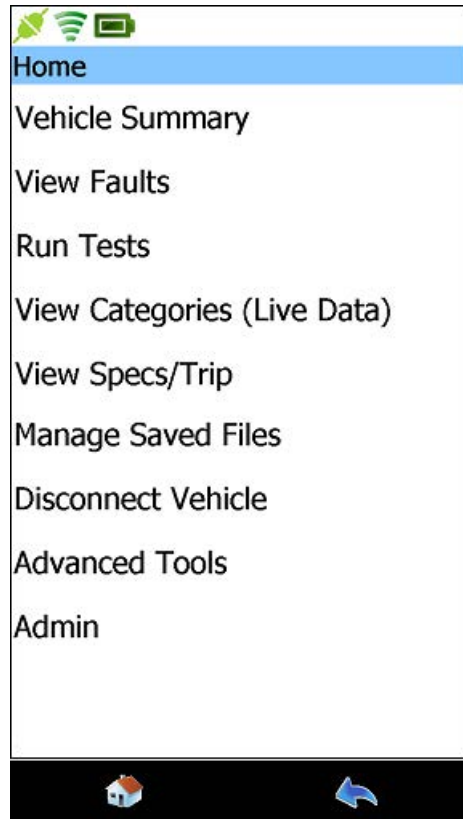 Home
Vehicle Summary
View Faults
Run Tests
View Categories (Live Data)
View Specs/Trip
Manage Saved Files
Disconnect Vehicle
Advanced Tools
Admin